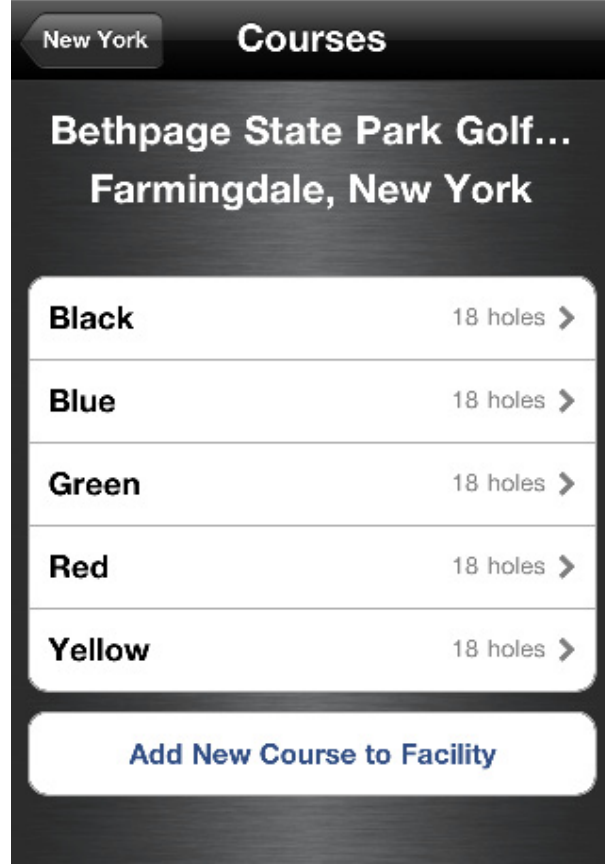 New York Courses
Bethpage State Park Golf...
Farmingdale, New York
Black 18 holes
Blue 18 holes
Green 18 holes
Red 18 holes
Yellow 18 holes
Add New Course to Facility